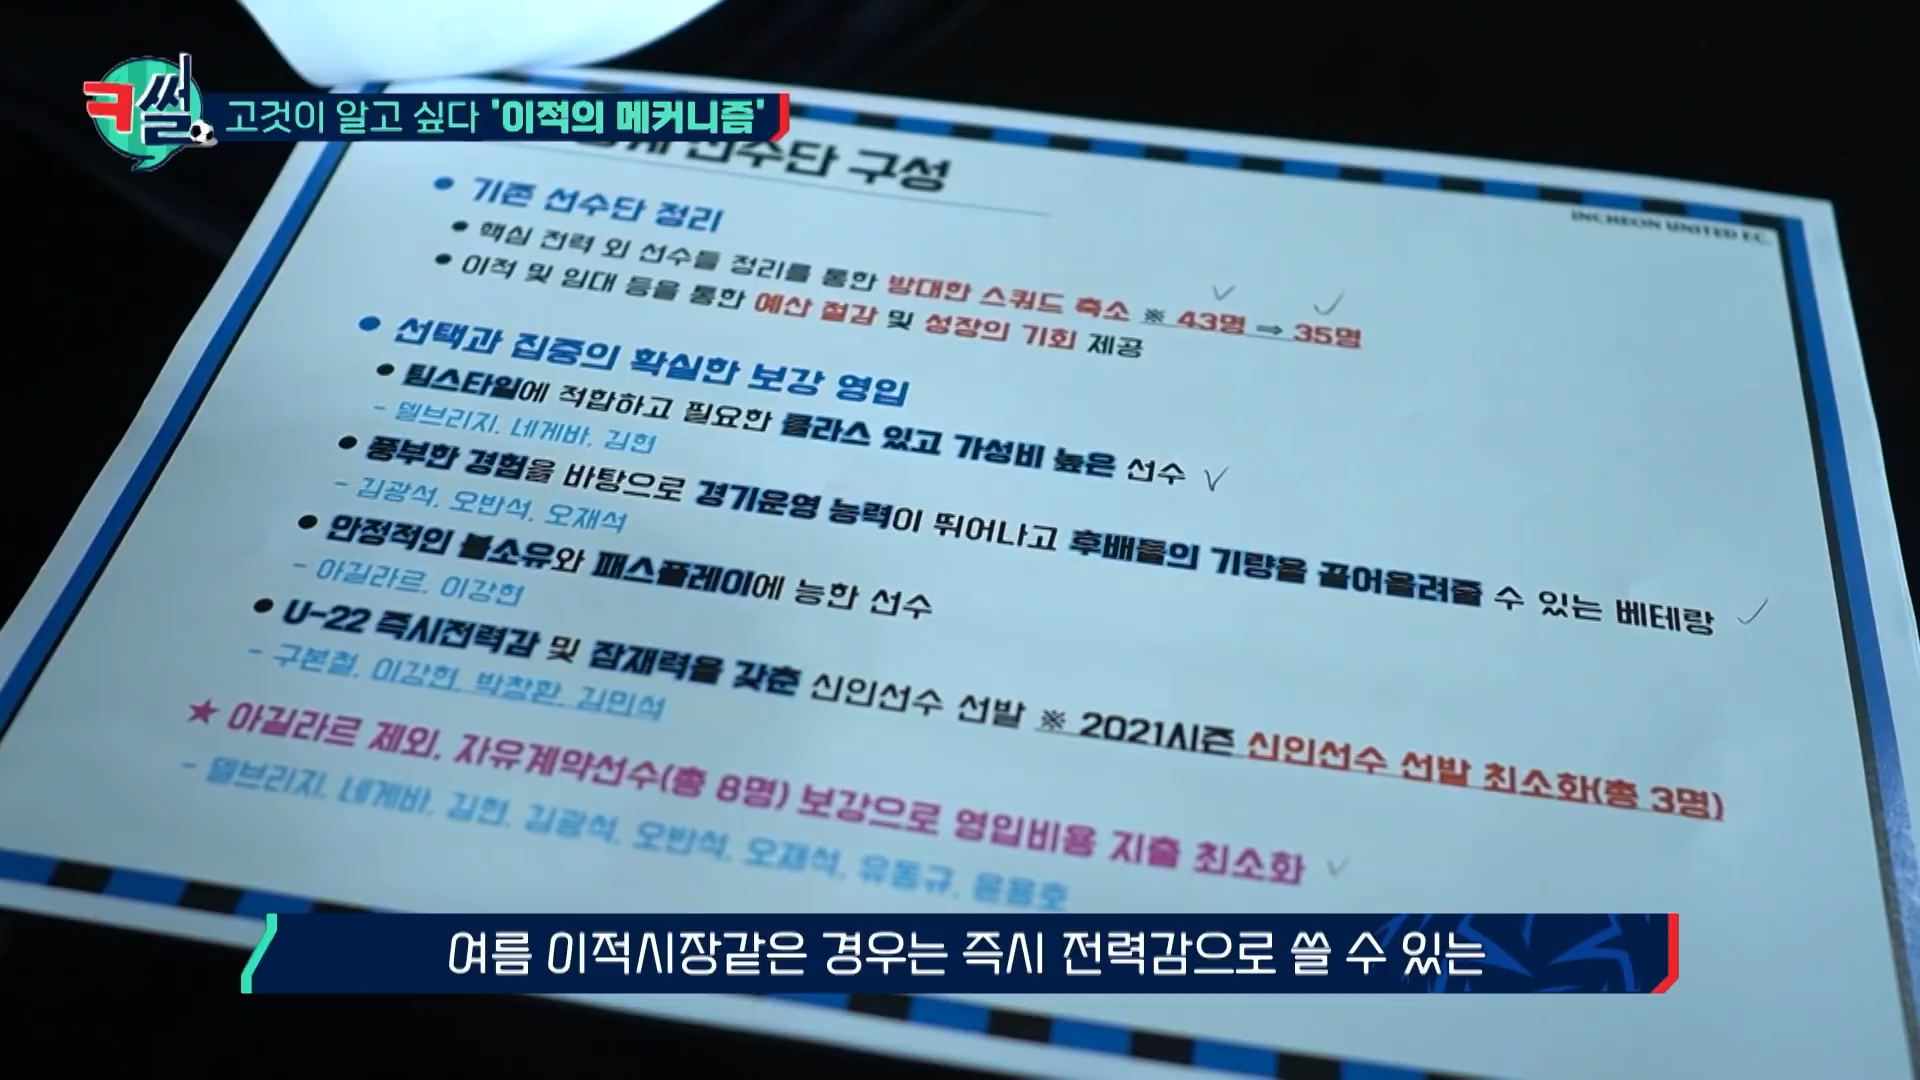 크썰 고것이 알고 싶다 '이적의 메커니즘'
선수단 구성
INCHEON UNITED F.C.
• 기존 선수단 정리
• 핵심 전력 외 선수들 정리를 통한 방대한 스쿼드 축소 ※ 43명 ⇒ 35명
• 이적 및 임대 등을 통한 예산 절감 및 성장의 기회 제공
• 선택과 집중의 확실한 보강 영입
• 팀스타일에 적합하고 필요한 클라스 있고 가성비 높은 선수
- 델브리지, 네게바, 김현
• 풍부한 경험을 바탕으로 경기운영 능력이 뛰어나고 후배들의 기량을 끌어올려줄 수 있는 베테랑
- 김광석, 오반석, 오재석
• 안정적인 볼소유와 패스플레이에 능한 선수
- 아길라르, 이강현
• U-22 즉시전력감 및 잠재력을 갖춘 신인선수 선발 ※ 2021시즌 신인선수 선발 최소화(총 3명)
- 구본철, 이강현, 박창환, 김민석
★ 아길라르 제외, 자유계약선수(총 8명) 보강으로 영입비용 지출 최소화
- 델브리지, 네게바, 김현, 김광석, 오반석, 오재석, 유동규, 윤용호
여름 이적시장같은 경우는 즉시 전력감으로 쓸 수 있는